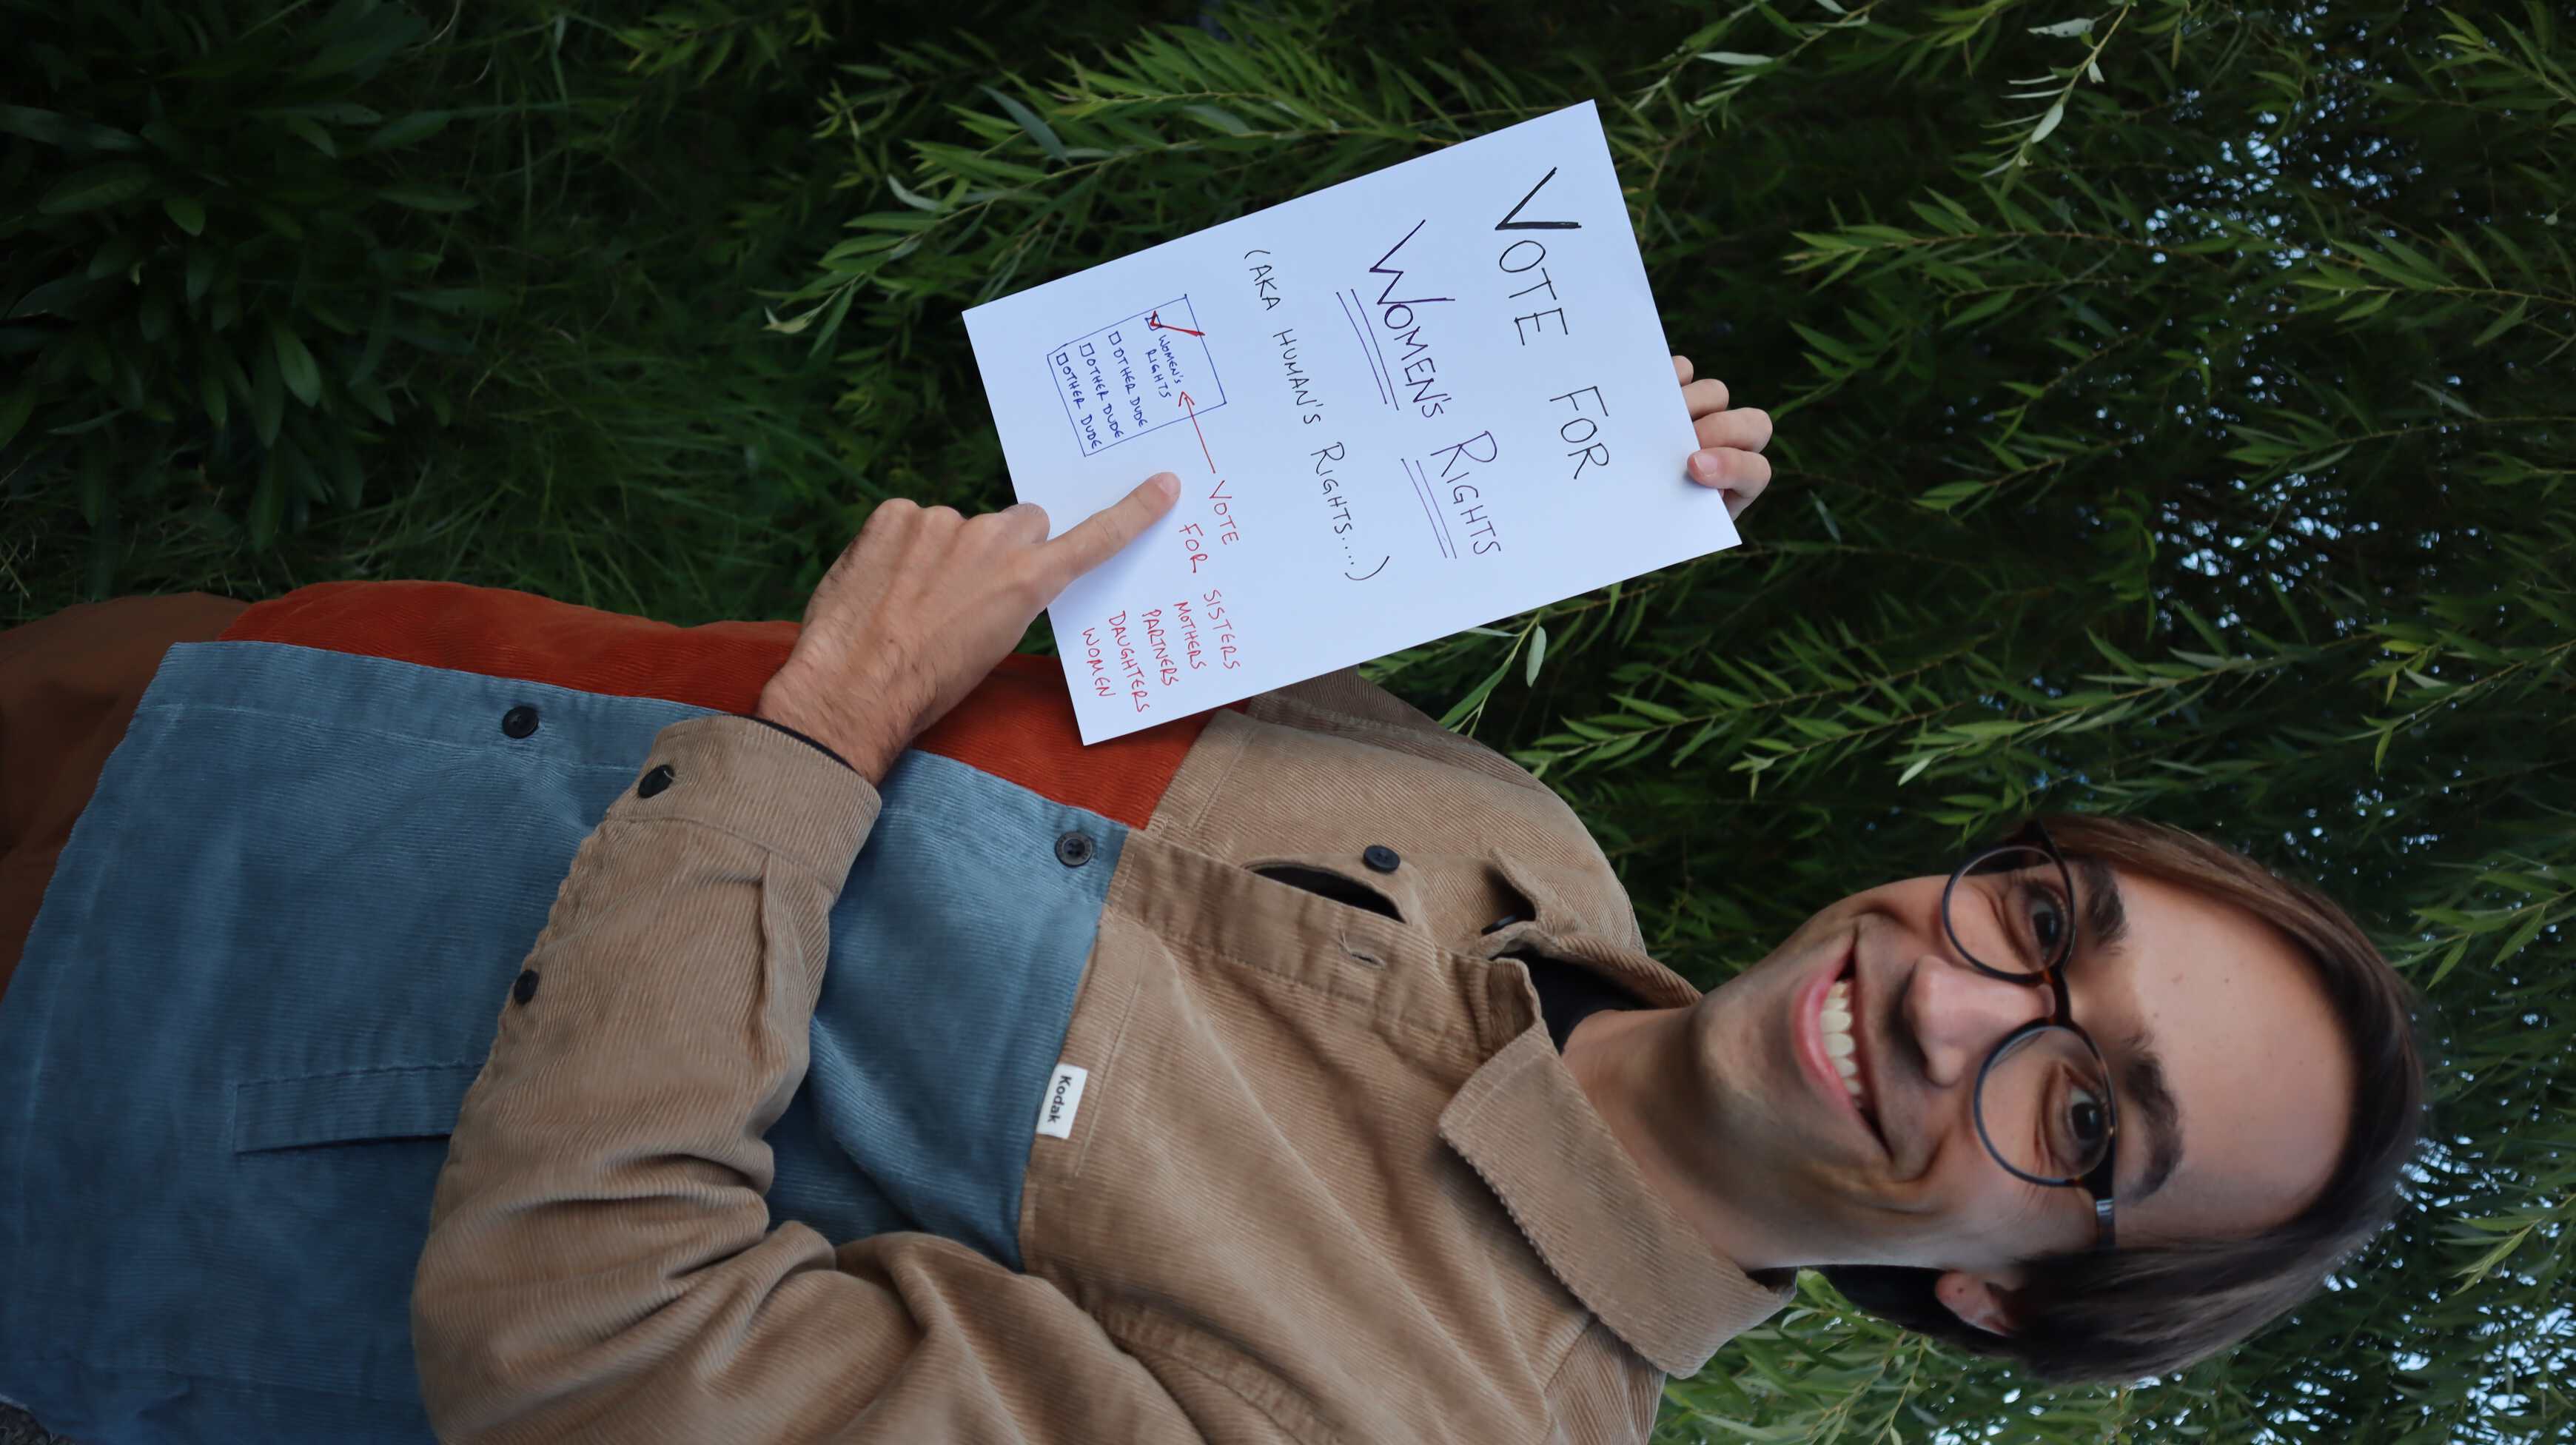 VOTE FOR
WOMEN'S RIGHTS
(AKA HUMAN'S RIGHTS....)
WOMEN'S
RIGHTS
OTHER DUDE
OTHER DUDE
OTHER DUDE
VOTE
FOR SISTERS
MOTHERS
PARTNERS
DAUGHTERS
WOMEN
Kodak